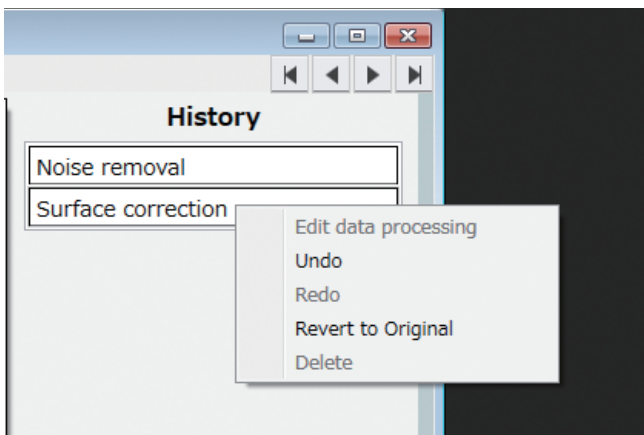 History
Noise removal
Surface correction
Edit data processing
Undo
Redo
Revert to Original
Delete